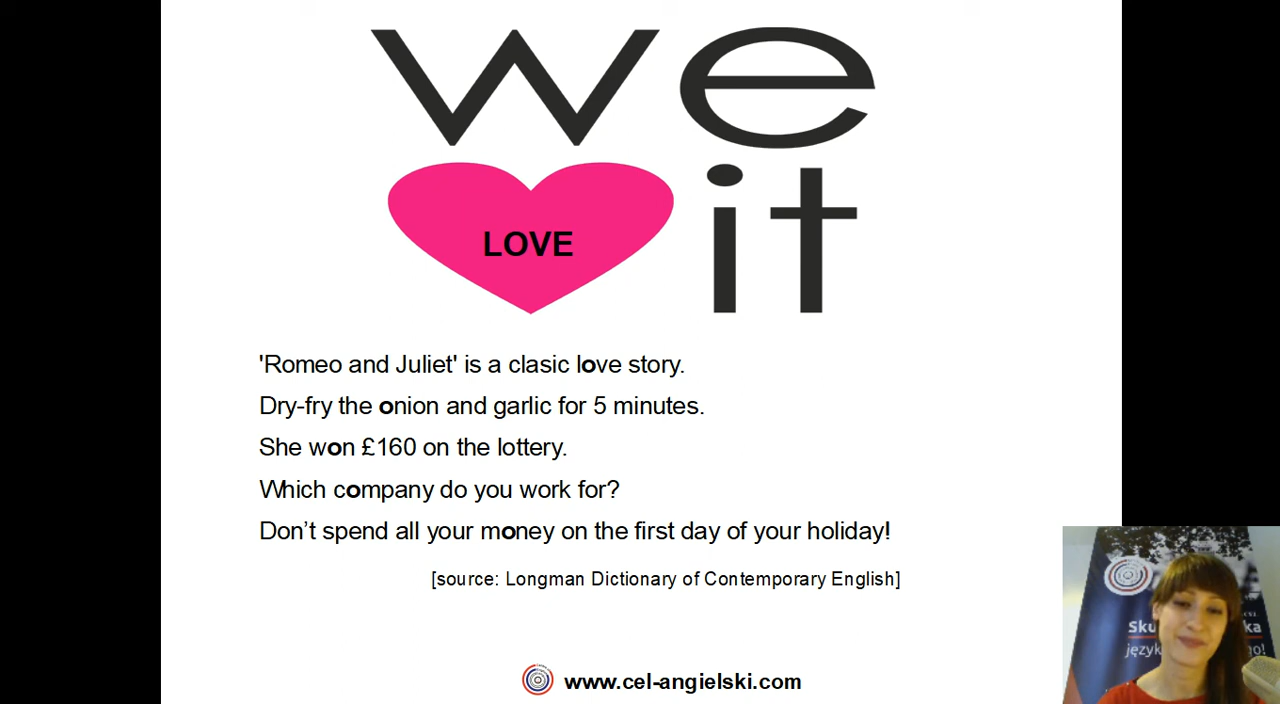 we
LOVE it
'Romeo and Juliet' is a clasic love story.
Dry-fry the onion and garlic for 5 minutes.
She won £160 on the lottery.
Which company do you work for?
Don’t spend all your money on the first day of your holiday!
[source: Longman Dictionary of Contemporary English]
www.cel-angielski.com